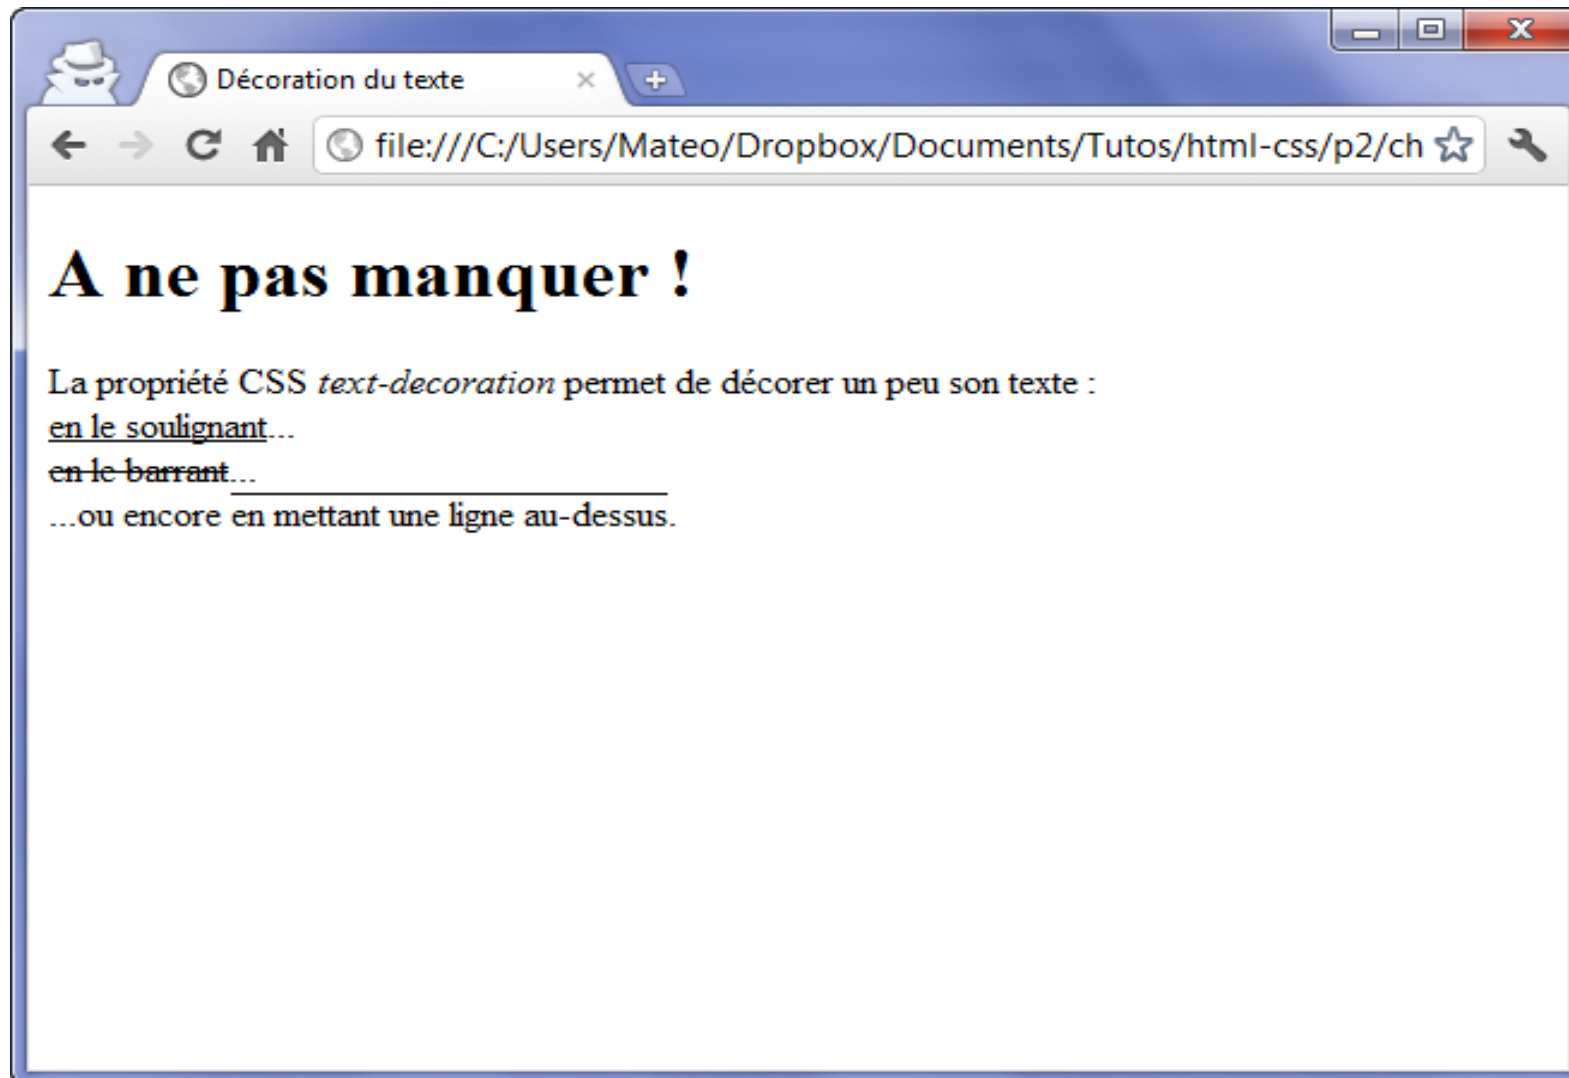 Décoration du texte
file:///C:/Users/Mateo/Dropbox/Documents/Tutos/html-css/p2/ch
A ne pas manquer !
La propriété CSS text-decoration permet de décorer un peu son texte :
en le soulignant...
en le barrant...
...ou encore en mettant une ligne au-dessus.